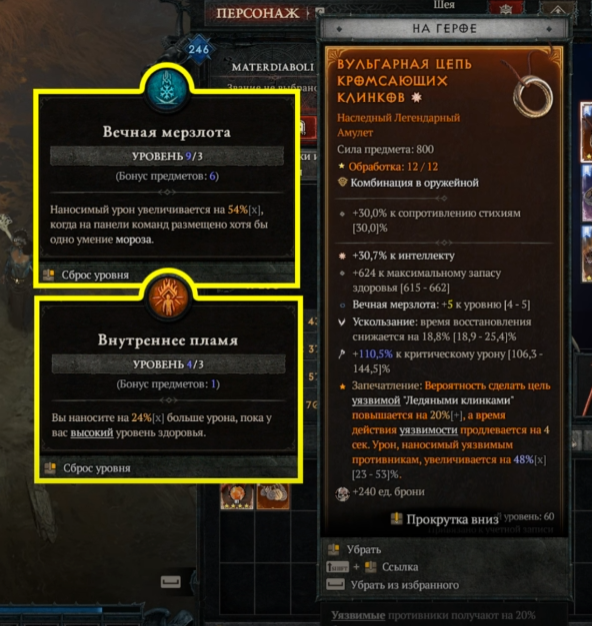 Шея
ПЕРСОНАЖ
246
MATERDIABOLI
Звание не выбрано
Вечная мерзлота
УРОВЕНЬ 9/3
(Бонус предметов: 6)
Наносимый урон увеличивается на 54%[x],
когда на панели команд размещено хотя бы
одно умение мороза.
Сброс уровня
Внутреннее пламя
УРОВЕНЬ 4/3
(Бонус предметов: 1)
Вы наносите на 24%[x] больше урона, пока у
вас высокий уровень здоровья.
Сброс уровня
НА ГЕРОЕ
ВУЛЬГАРНАЯ ЦЕПЬ
КРОМСАЮЩИХ
КЛИНКОВ
Наследный Легендарный
Амулет
Сила предмета: 800
Обработка: 12 / 12
Комбинация в оружейной
+30,0% к сопротивлению стихиям
[30,0]%
+30,7% к интеллекту
+624 к максимальному запасу
здоровья [615 - 662]
Вечная мерзлота: +5 к уровню [4 - 5]
Ускользание: время восстановления
снижается на 18,8% [18,9 - 25,4]%
+110,5% к критическому урону [106,3 -
144,5]%
Запечатление: Вероятность сделать цель
уязвимой "Ледяными клинками"
повышается на 20%[+], а время
действия уязвимости продлевается на 4
сек. Урон, наносимый уязвимым
противникам, увеличивается на 48%[x]
[23 - 53]%.
+240 ед. брони
Прокрутка вниз
уровень: 60
Убрать
SHIFT + Ссылка
Убрать из избранного
Уязвимые противники получают на 20%